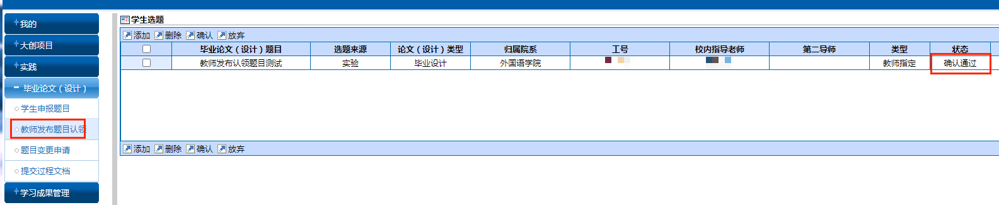 我的
大创项目
实践
毕业论文（设计）
学生申报题目
教师发布题目认领
题目变更申请
提交过程文档
学习成果管理
学生选题
添加 删除 确认 放弃
毕业论文（设计）题目 选题来源 论文（设计）类型 归属院系 工号 校内指导老师 第二导师 类型 状态
教师发布认领题目测试 实验 毕业设计 外国语学院 教师指定 确认通过
添加 删除 确认 放弃